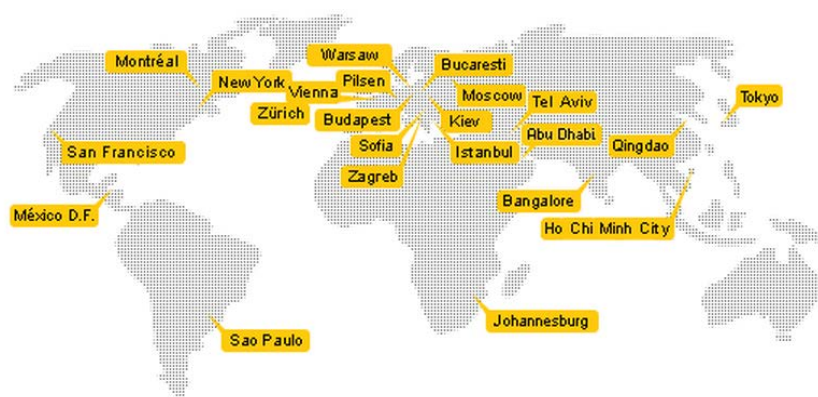 Warsaw
Montréal
Bucaresti
New York
Pilsen
Vienna
Moscow
Tokyo
Tel Aviv
Zürich
Budapest
Kiev
Abu Dhabi
Sofia
Qingdao
San Francisco
Istanbul
Zagreb
Bangalore
México D.F.
Ho Chi Minh City
Johannesburg
Sao Paulo